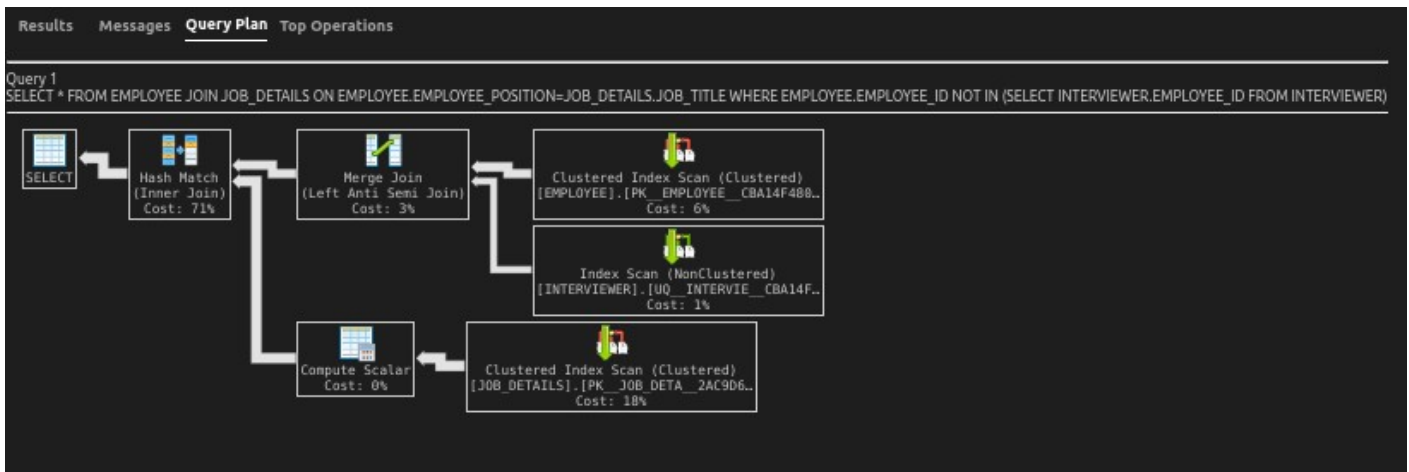 Results Messages Query Plan Top Operations
Query 1
SELECT * FROM EMPLOYEE JOIN JOB_DETAILS ON EMPLOYEE.EMPLOYEE_POSITION=JOB_DETAILS.JOB_TITLE WHERE EMPLOYEE.EMPLOYEE_ID NOT IN (SELECT INTERVIEWER.EMPLOYEE_ID FROM INTERVIEWER)
SELECT
Hash Match
(Inner Join)
Cost: 71%
Merge Join
(Left Anti Semi Join)
Cost: 3%
Clustered Index Scan (Clustered)
[EMPLOYEE].[PK__EMPLOYEE__CBA14F480…
Cost: 6%
Index Scan (NonClustered)
[INTERVIEWER].[UQ__INTERVIE__CBA14F…
Cost: 1%
Compute Scalar
Cost: 0%
Clustered Index Scan (Clustered)
[JOB_DETAILS].[PK__JOB_DETA__2AC9D6…
Cost: 18%